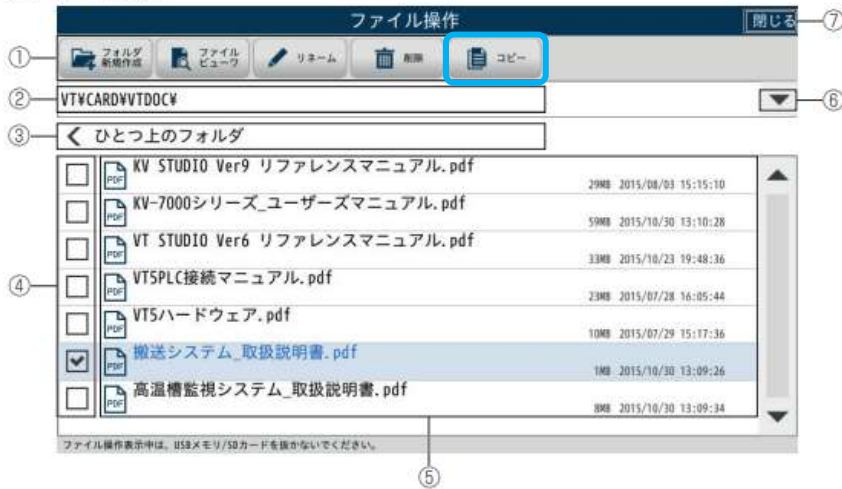 ファイル操作
閉じる
⑦
①
フォルダ
新規作成
ファイル
ビューワ
リネーム
削除
コピー
②
VT¥CARD¥VTDOC¥
⑥
③
ひとつ上のフォルダ
PDF KV STUDIO Ver9 リファレンスマニュアル.pdf
29MB 2015/08/03 15:15:10
PDF KV-7000シリーズ_ユーザーズマニュアル.pdf
59MB 2015/10/30 13:10:28
PDF VT STUDIO Ver6 リファレンスマニュアル.pdf
33MB 2015/10/23 19:48:36
④
PDF VT5PLC接続マニュアル.pdf
23MB 2015/07/28 16:05:44
PDF VT5ハードウェア.pdf
10MB 2015/07/29 15:17:36
PDF 搬送システム_取扱説明書.pdf
1MB 2015/10/30 13:09:26
PDF 高温槽監視システム_取扱説明書.pdf
8MB 2015/10/30 13:09:34
ファイル操作表示中は、USBメモリ/SDカードを抜かないでください。
⑤